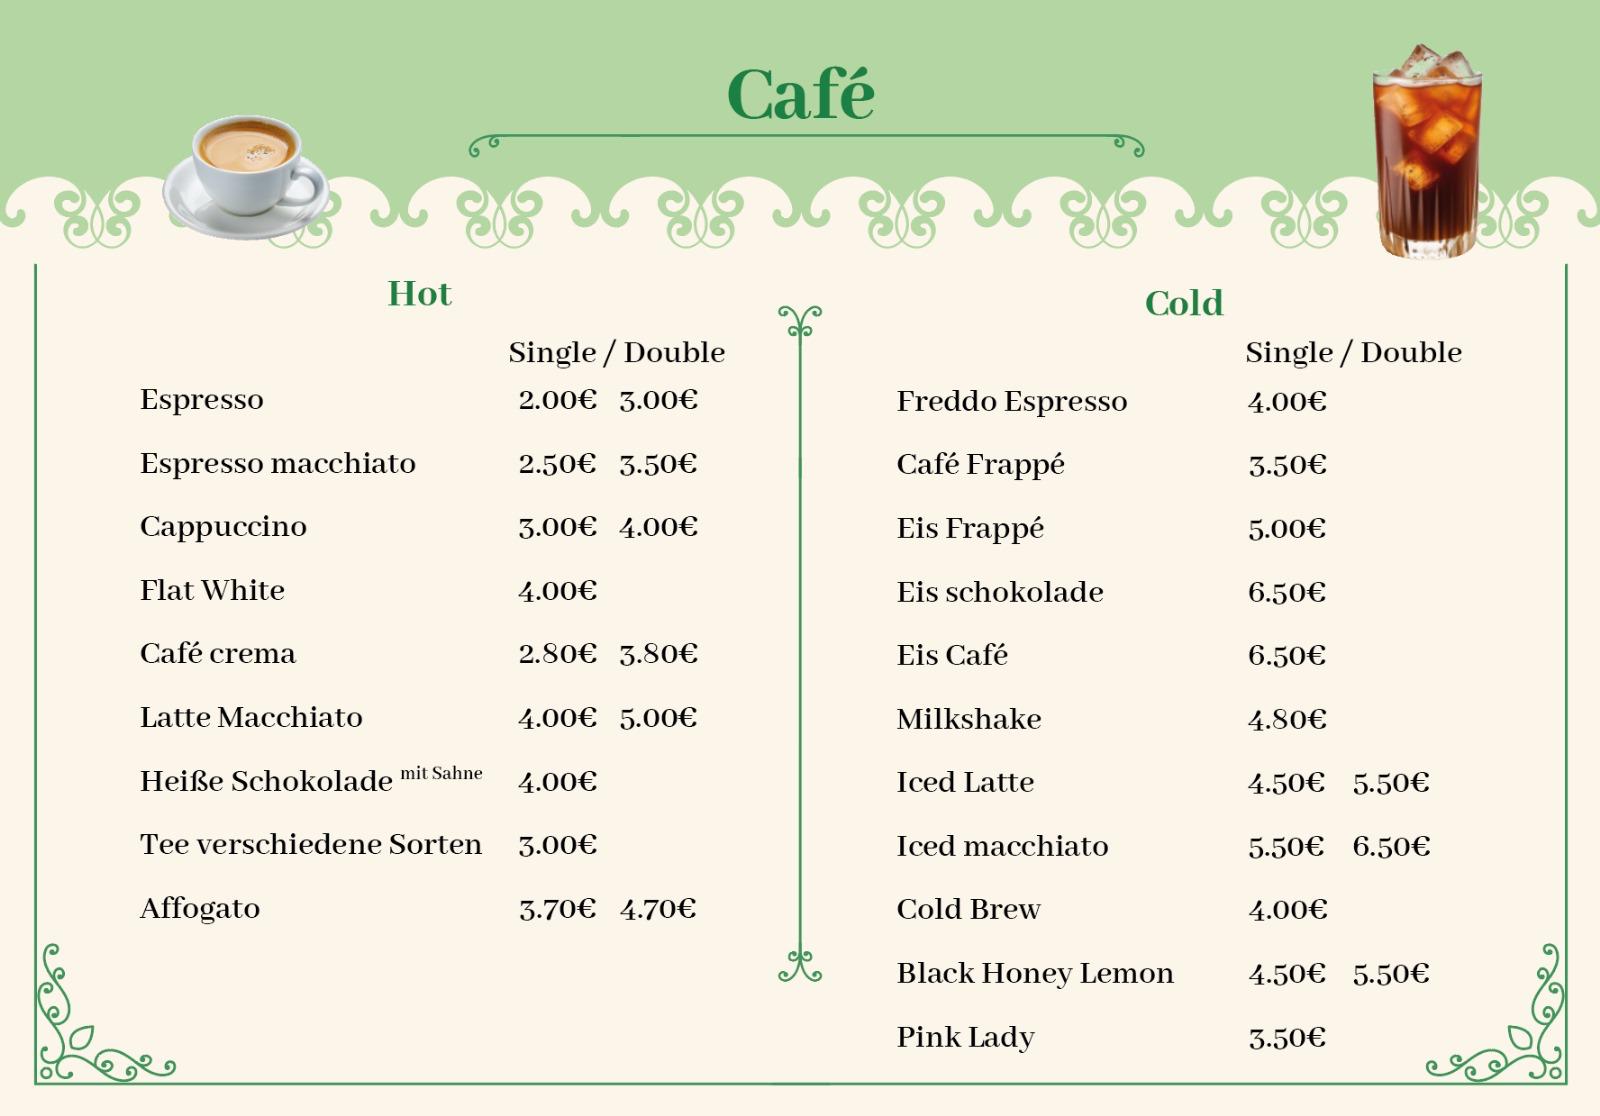 Café
Hot
Single / Double
Espresso 2.00€ 3.00€
Espresso macchiato 2.50€ 3.50€
Cappuccino 3.00€ 4.00€
Flat White 4.00€
Café crema 2.80€ 3.80€
Latte Macchiato 4.00€ 5.00€
Heiße Schokolade mit Sahne 4.00€
Tee verschiedene Sorten 3.00€
Affogato 3.70€ 4.70€
Cold
Single / Double
Freddo Espresso 4.00€
Café Frappé 3.50€
Eis Frappé 5.00€
Eis schokolade 6.50€
Eis Café 6.50€
Milkshake 4.80€
Iced Latte 4.50€ 5.50€
Iced macchiato 5.50€ 6.50€
Cold Brew 4.00€
Black Honey Lemon 4.50€ 5.50€
Pink Lady 3.50€